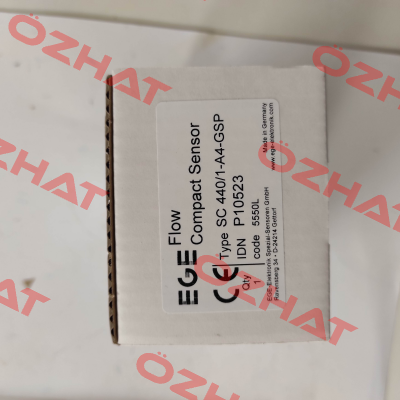 EGE
Flow
Compact Sensor
CE
Type SC 440/1-A4-GSP
IDN P10523
Qty code 5550L
1
EGE-Elektronik Spezial-Sensoren GmbH
Ravensberg 34 · D-24214 Gettorf
Made in Germany
www.ege-elektronik.com
ÖZHAT
ÖZHAT
ÖZHAT
ÖZHAT
ÖZHAT
ÖZHAT
ÖZHAT